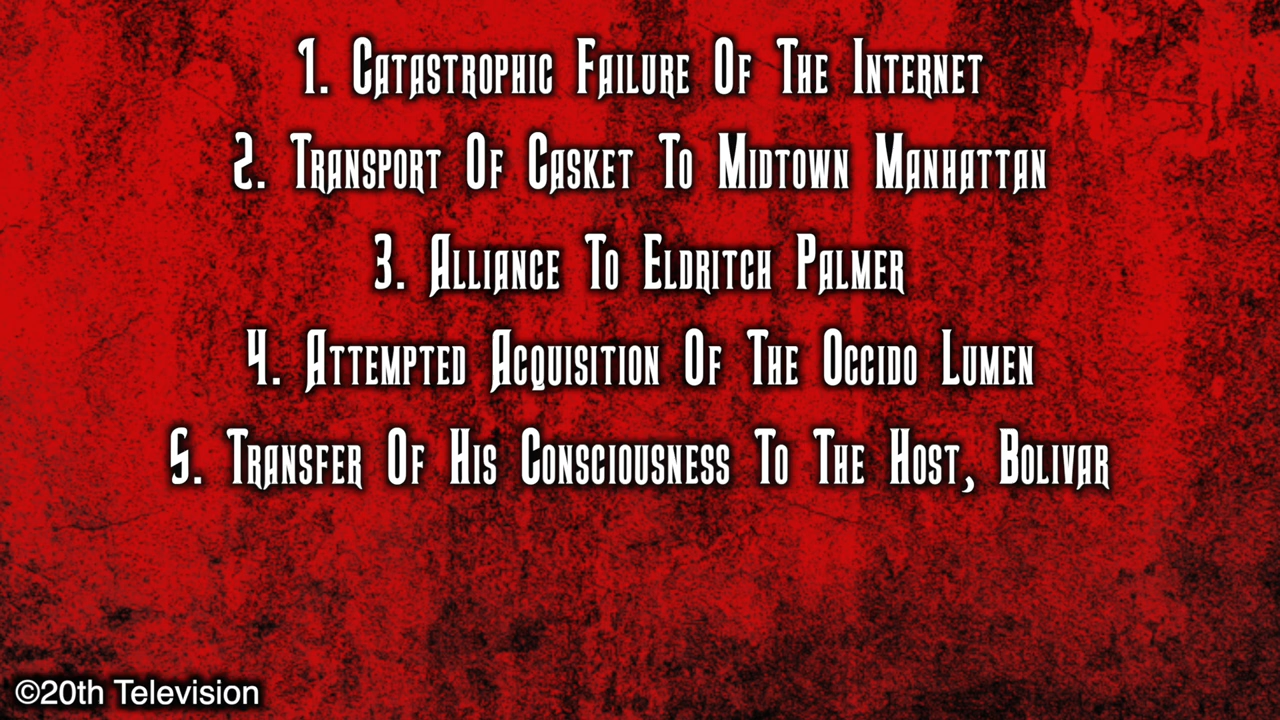 1. Catastrophic Failure Of The Internet
2. Transport Of Casket To Midtown Manhattan
3. Alliance To Eldritch Palmer
4. Attempted Acquisition Of The Occido Lumen
5. Transfer Of His Consciousness To The Host, Bolivar
©20th Television